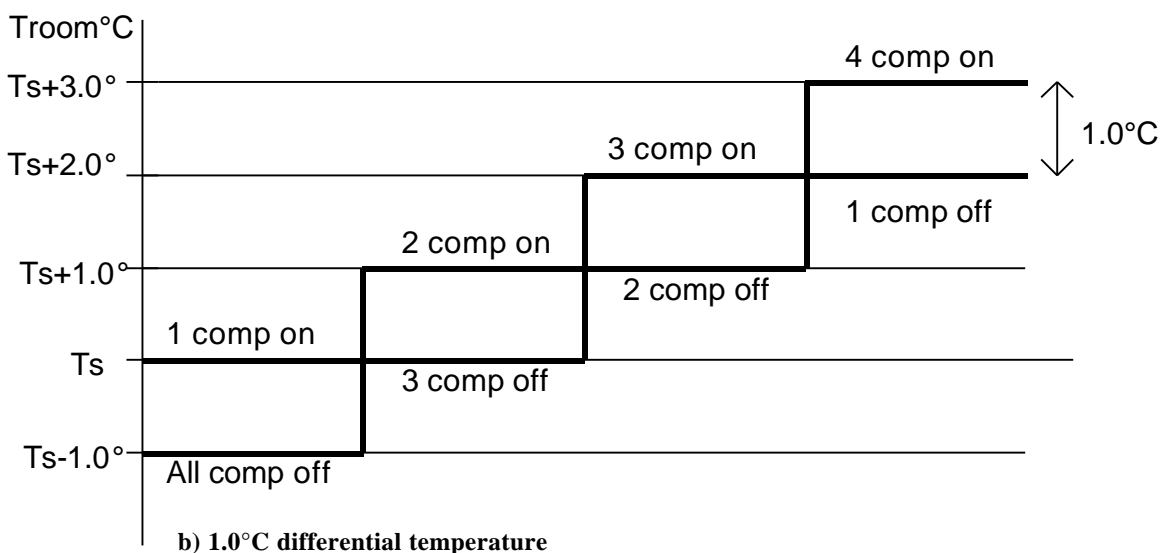 Troom°C
4 comp on
Ts+3.0°
1.0°C
3 comp on
Ts+2.0°
1 comp off
2 comp on
Ts+1.0°
2 comp off
1 comp on
Ts
3 comp off
Ts-1.0°
All comp off
b) 1.0°C differential temperature